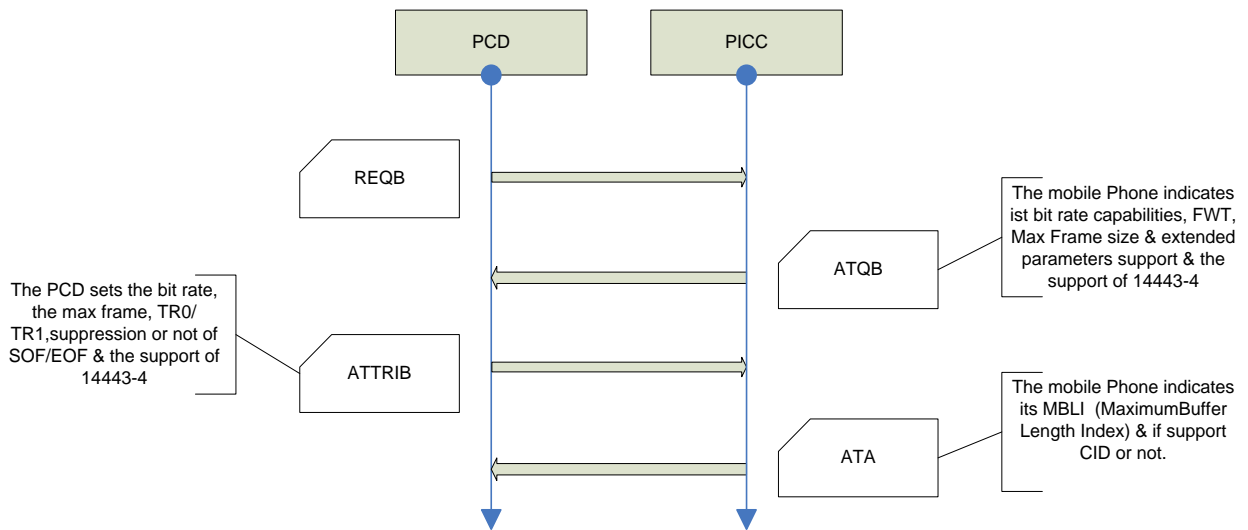 PCD
PICC
REQB
The mobile Phone indicates
ist bit rate capabilities, FWT,
Max Frame size & extended
parameters support & the
support of 14443-4
ATQB
The PCD sets the bit rate,
the max frame, TR0/
TR1,suppression or not of
SOF/EOF & the support of
14443-4
ATTRIB
The mobile Phone indicates
its MBLI (MaximumBuffer
Length Index) & if support
CID or not.
ATA